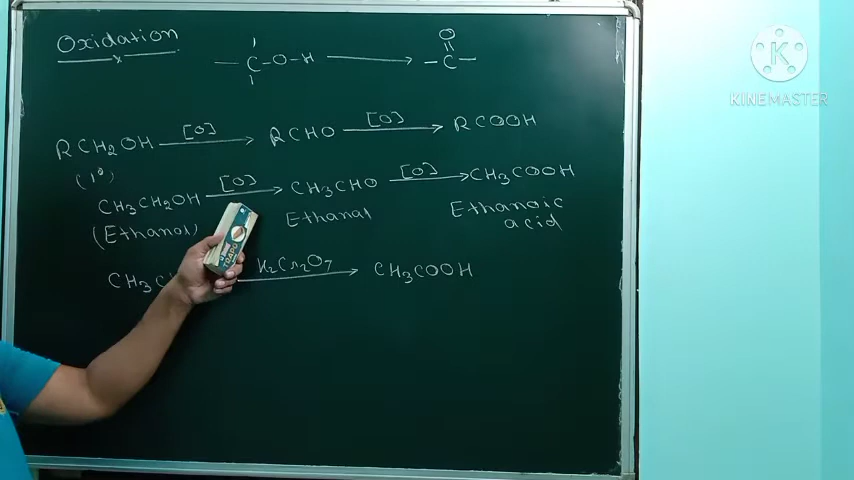 Oxidation
-C-O-H → O
-C-
RCH₂OH [O]→ RCHO [O]→ RCOOH
(1°)
CH₃CH₂OH [O]→ CH₃CHO [O]→ CH₃COOH
(Ethanol) Ethanal Ethanoic
acid
K₂Cr₂O₇ → CH₃COOH
K
KINEMASTER